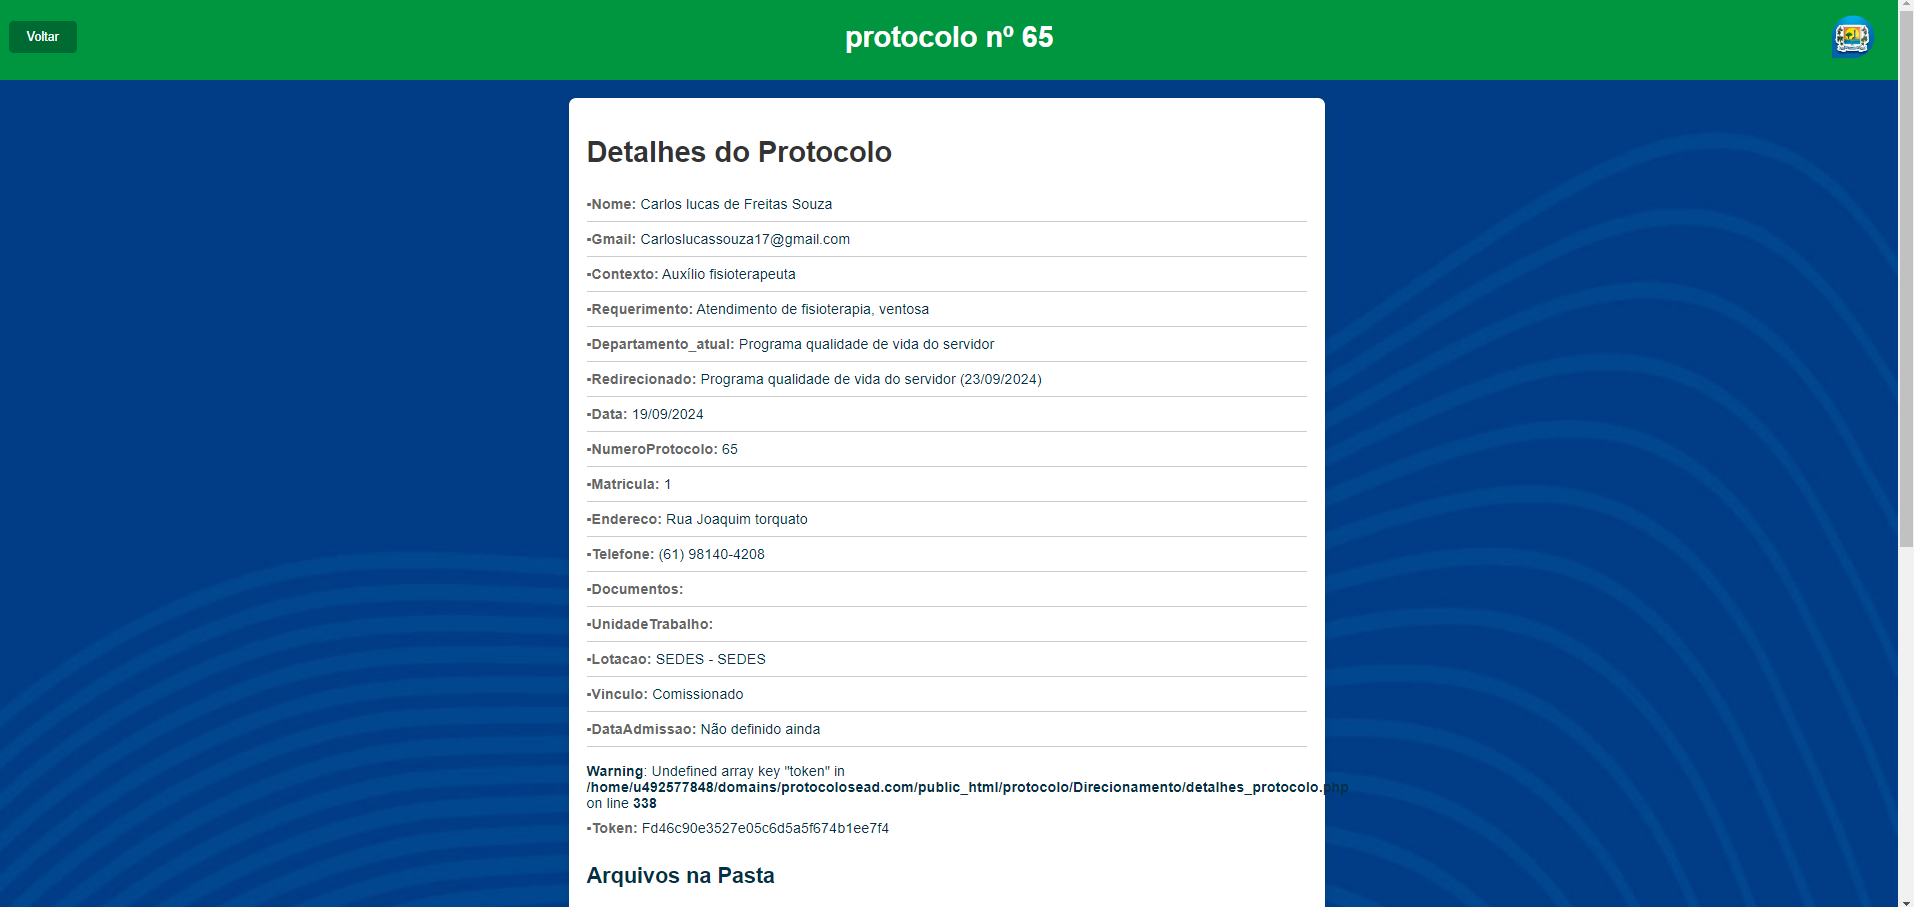 Voltar
protocolo nº 65
Detalhes do Protocolo
▪Nome: Carlos lucas de Freitas Souza
▪Gmail: Carloslucassouza17@gmail.com
▪Contexto: Auxílio fisioterapeuta
▪Requerimento: Atendimento de fisioterapia, ventosa
▪Departamento_atual: Programa qualidade de vida do servidor
▪Redirecionado: Programa qualidade de vida do servidor (23/09/2024)
▪Data: 19/09/2024
▪NumeroProtocolo: 65
▪Matricula: 1
▪Endereco: Rua Joaquim torquato
▪Telefone: (61) 98140-4208
▪Documentos:
▪UnidadeTrabalho:
▪Lotacao: SEDES - SEDES
▪Vinculo: Comissionado
▪DataAdmissao: Não definido ainda
Warning: Undefined array key "token" in
/home/u492577848/domains/protocolosead.com/public_html/protocolo/Direcionamento/detalhes_protocolo.php
on line 338
▪Token: Fd46c90e3527e05c6d5a5f674b1ee7f4
Arquivos na Pasta